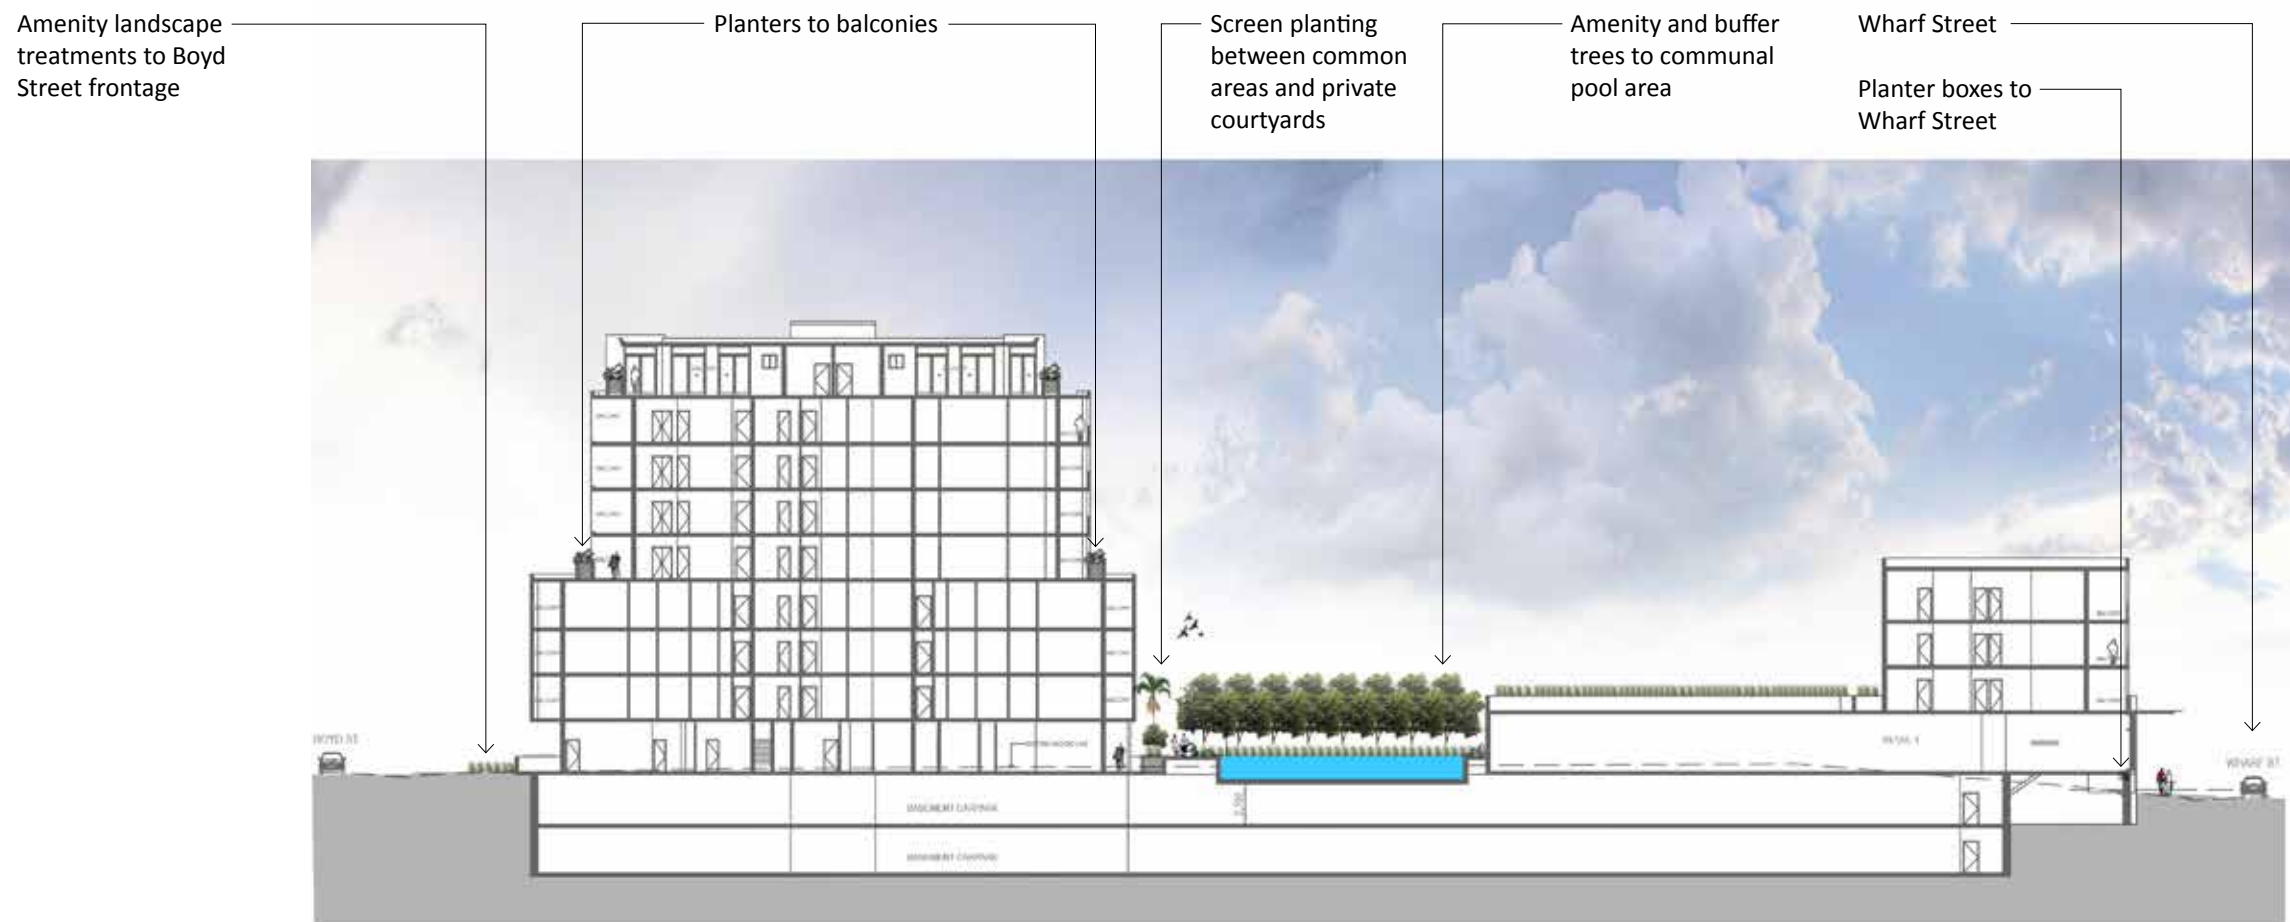 Amenity landscape
treatments to Boyd
Street frontage
Planters to balconies
Screen planting
between common
areas and private
courtyards
Amenity and buffer
trees to communal
pool area
Wharf Street
Planter boxes to
Wharf Street
BOYD ST
WHARF ST
BASEMENT CARPARK
BASEMENT CARPARK